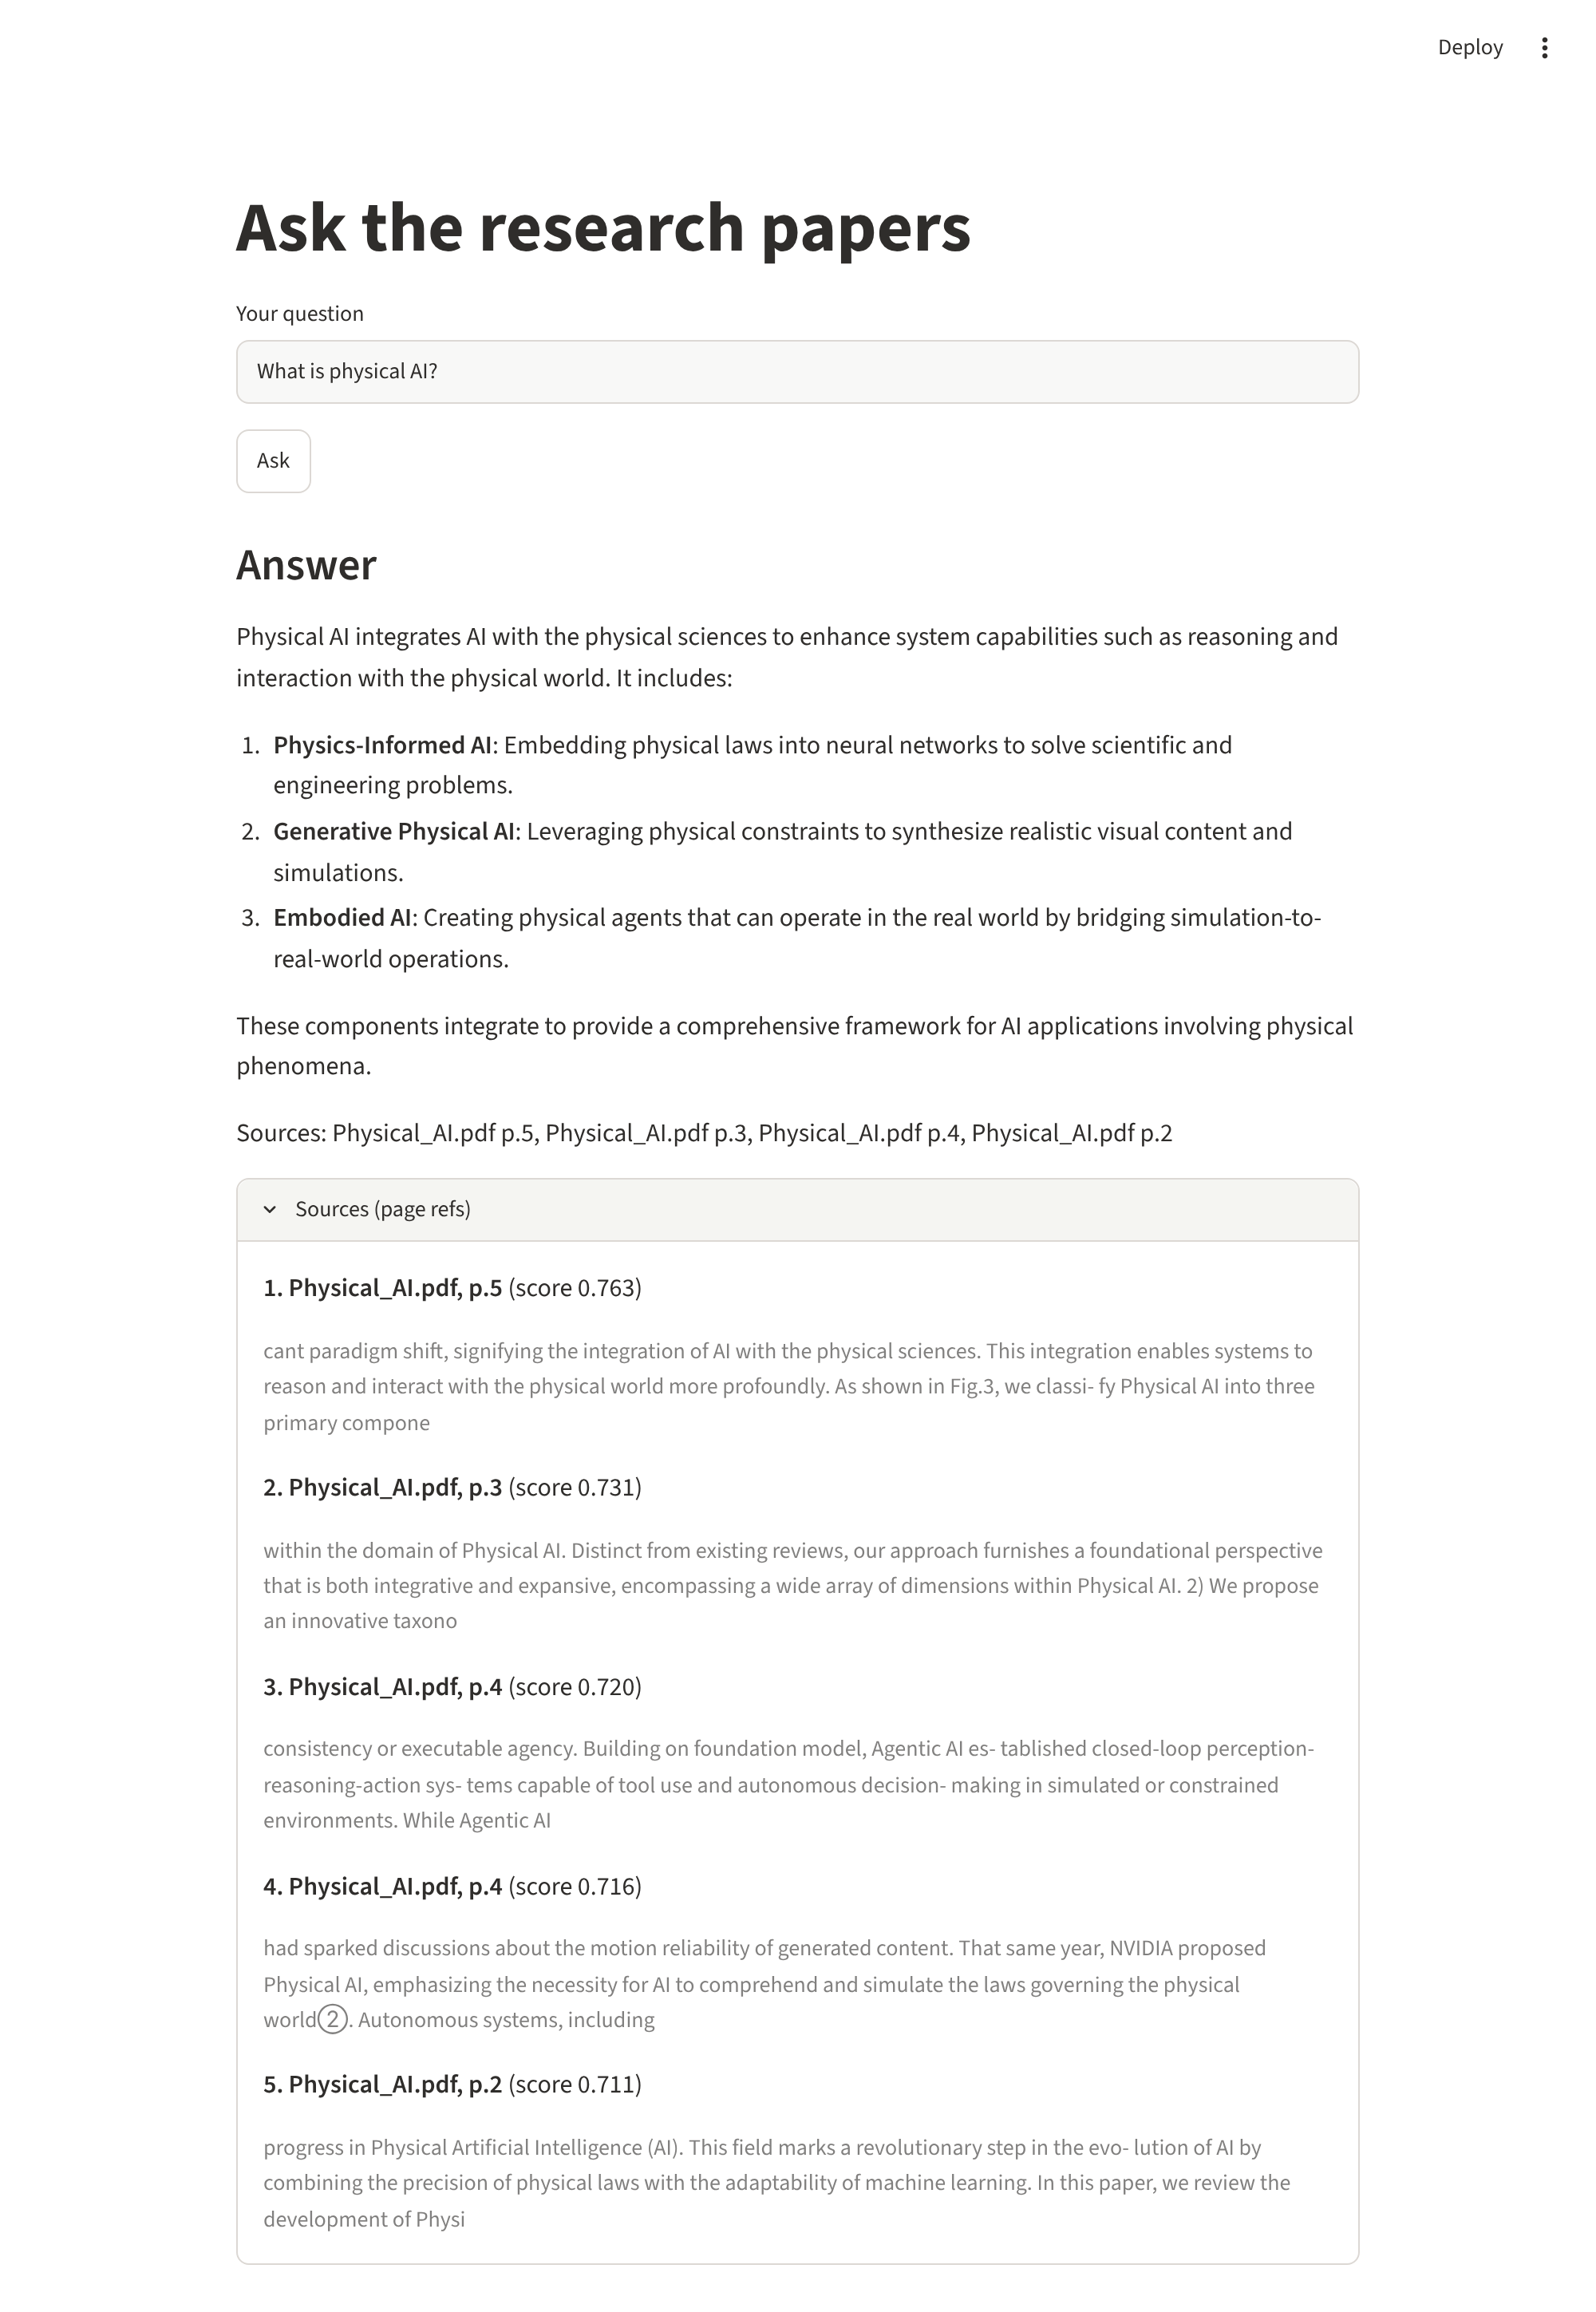 Deploy
Ask the research papers
Your question
What is physical AI?
Ask
Answer
Physical AI integrates AI with the physical sciences to enhance system capabilities such as reasoning and
interaction with the physical world. It includes:
1. Physics-Informed AI: Embedding physical laws into neural networks to solve scientific and
engineering problems.
2. Generative Physical AI: Leveraging physical constraints to synthesize realistic visual content and
simulations.
3. Embodied AI: Creating physical agents that can operate in the real world by bridging simulation-to-
real-world operations.
These components integrate to provide a comprehensive framework for AI applications involving physical
phenomena.
Sources: Physical_AI.pdf p.5, Physical_AI.pdf p.3, Physical_AI.pdf p.4, Physical_AI.pdf p.2
Sources (page refs)
1. Physical_AI.pdf, p.5 (score 0.763)
cant paradigm shift, signifying the integration of AI with the physical sciences. This integration enables systems to
reason and interact with the physical world more profoundly. As shown in Fig.3, we classi- fy Physical AI into three
primary compone
2. Physical_AI.pdf, p.3 (score 0.731)
within the domain of Physical AI. Distinct from existing reviews, our approach furnishes a foundational perspective
that is both integrative and expansive, encompassing a wide array of dimensions within Physical AI. 2) We propose
an innovative taxono
3. Physical_AI.pdf, p.4 (score 0.720)
consistency or executable agency. Building on foundation model, Agentic AI es- tablished closed-loop perception-
reasoning-action sys- tems capable of tool use and autonomous decision- making in simulated or constrained
environments. While Agentic AI
4. Physical_AI.pdf, p.4 (score 0.716)
had sparked discussions about the motion reliability of generated content. That same year, NVIDIA proposed
Physical AI, emphasizing the necessity for AI to comprehend and simulate the laws governing the physical
world②. Autonomous systems, including
5. Physical_AI.pdf, p.2 (score 0.711)
progress in Physical Artificial Intelligence (AI). This field marks a revolutionary step in the evo- lution of AI by
combining the precision of physical laws with the adaptability of machine learning. In this paper, we review the
development of Physi